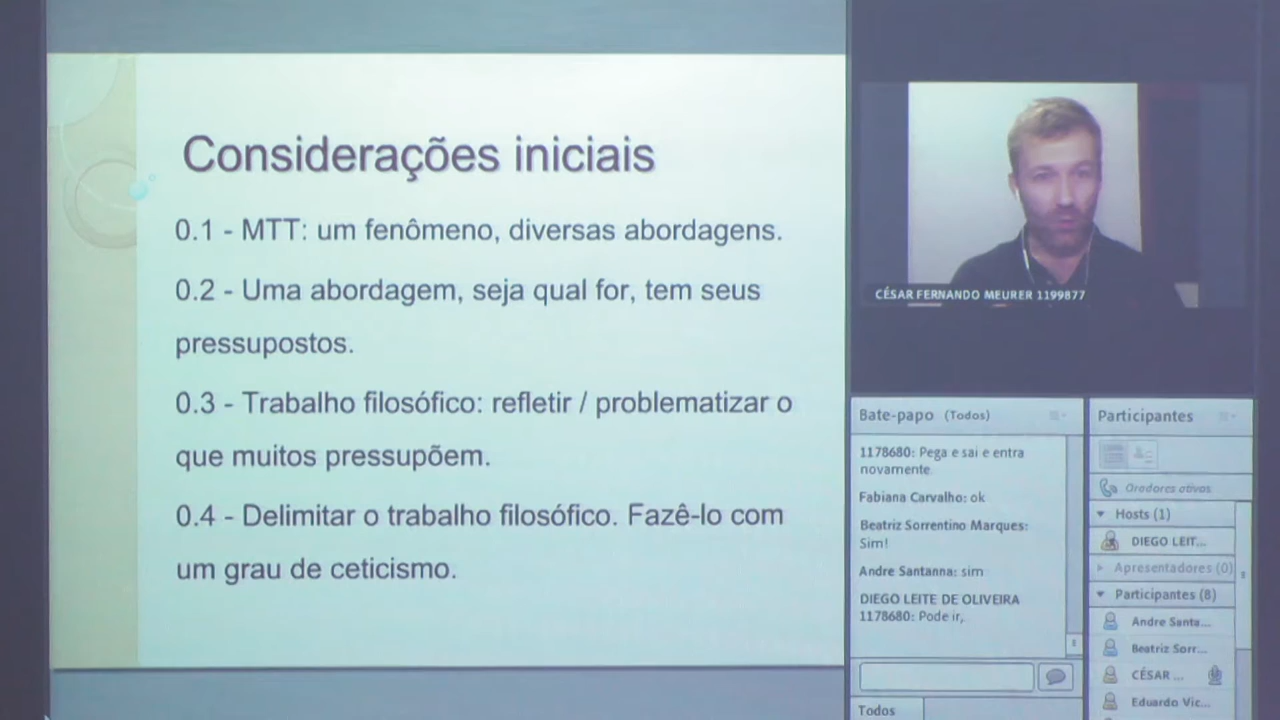 Considerações iniciais
0.1 - MTT: um fenômeno, diversas abordagens.
0.2 - Uma abordagem, seja qual for, tem seus
pressupostos.
0.3 - Trabalho filosófico: refletir / problematizar o
que muitos pressupõem.
0.4 - Delimitar o trabalho filosófico. Fazê-lo com
um grau de ceticismo.
CÉSAR FERNANDO MEURER 1199877
Bate-papo (Todos)
1178680: Pega e sai e entra
novamente
Fabiana Carvalho: ok
Beatriz Sorrentino Marques:
Sim!
Andre Santanna: sim
DIEGO LEITE DE OLIVEIRA
1178680: Pode ir,
Todos
Participantes
Oradores ativos
Hosts (1)
DIEGO LEIT...
Apresentadores (0)
Participantes (8)
Andre Santa...
Beatriz Sorr...
CÉSAR ...
Eduardo Vic...